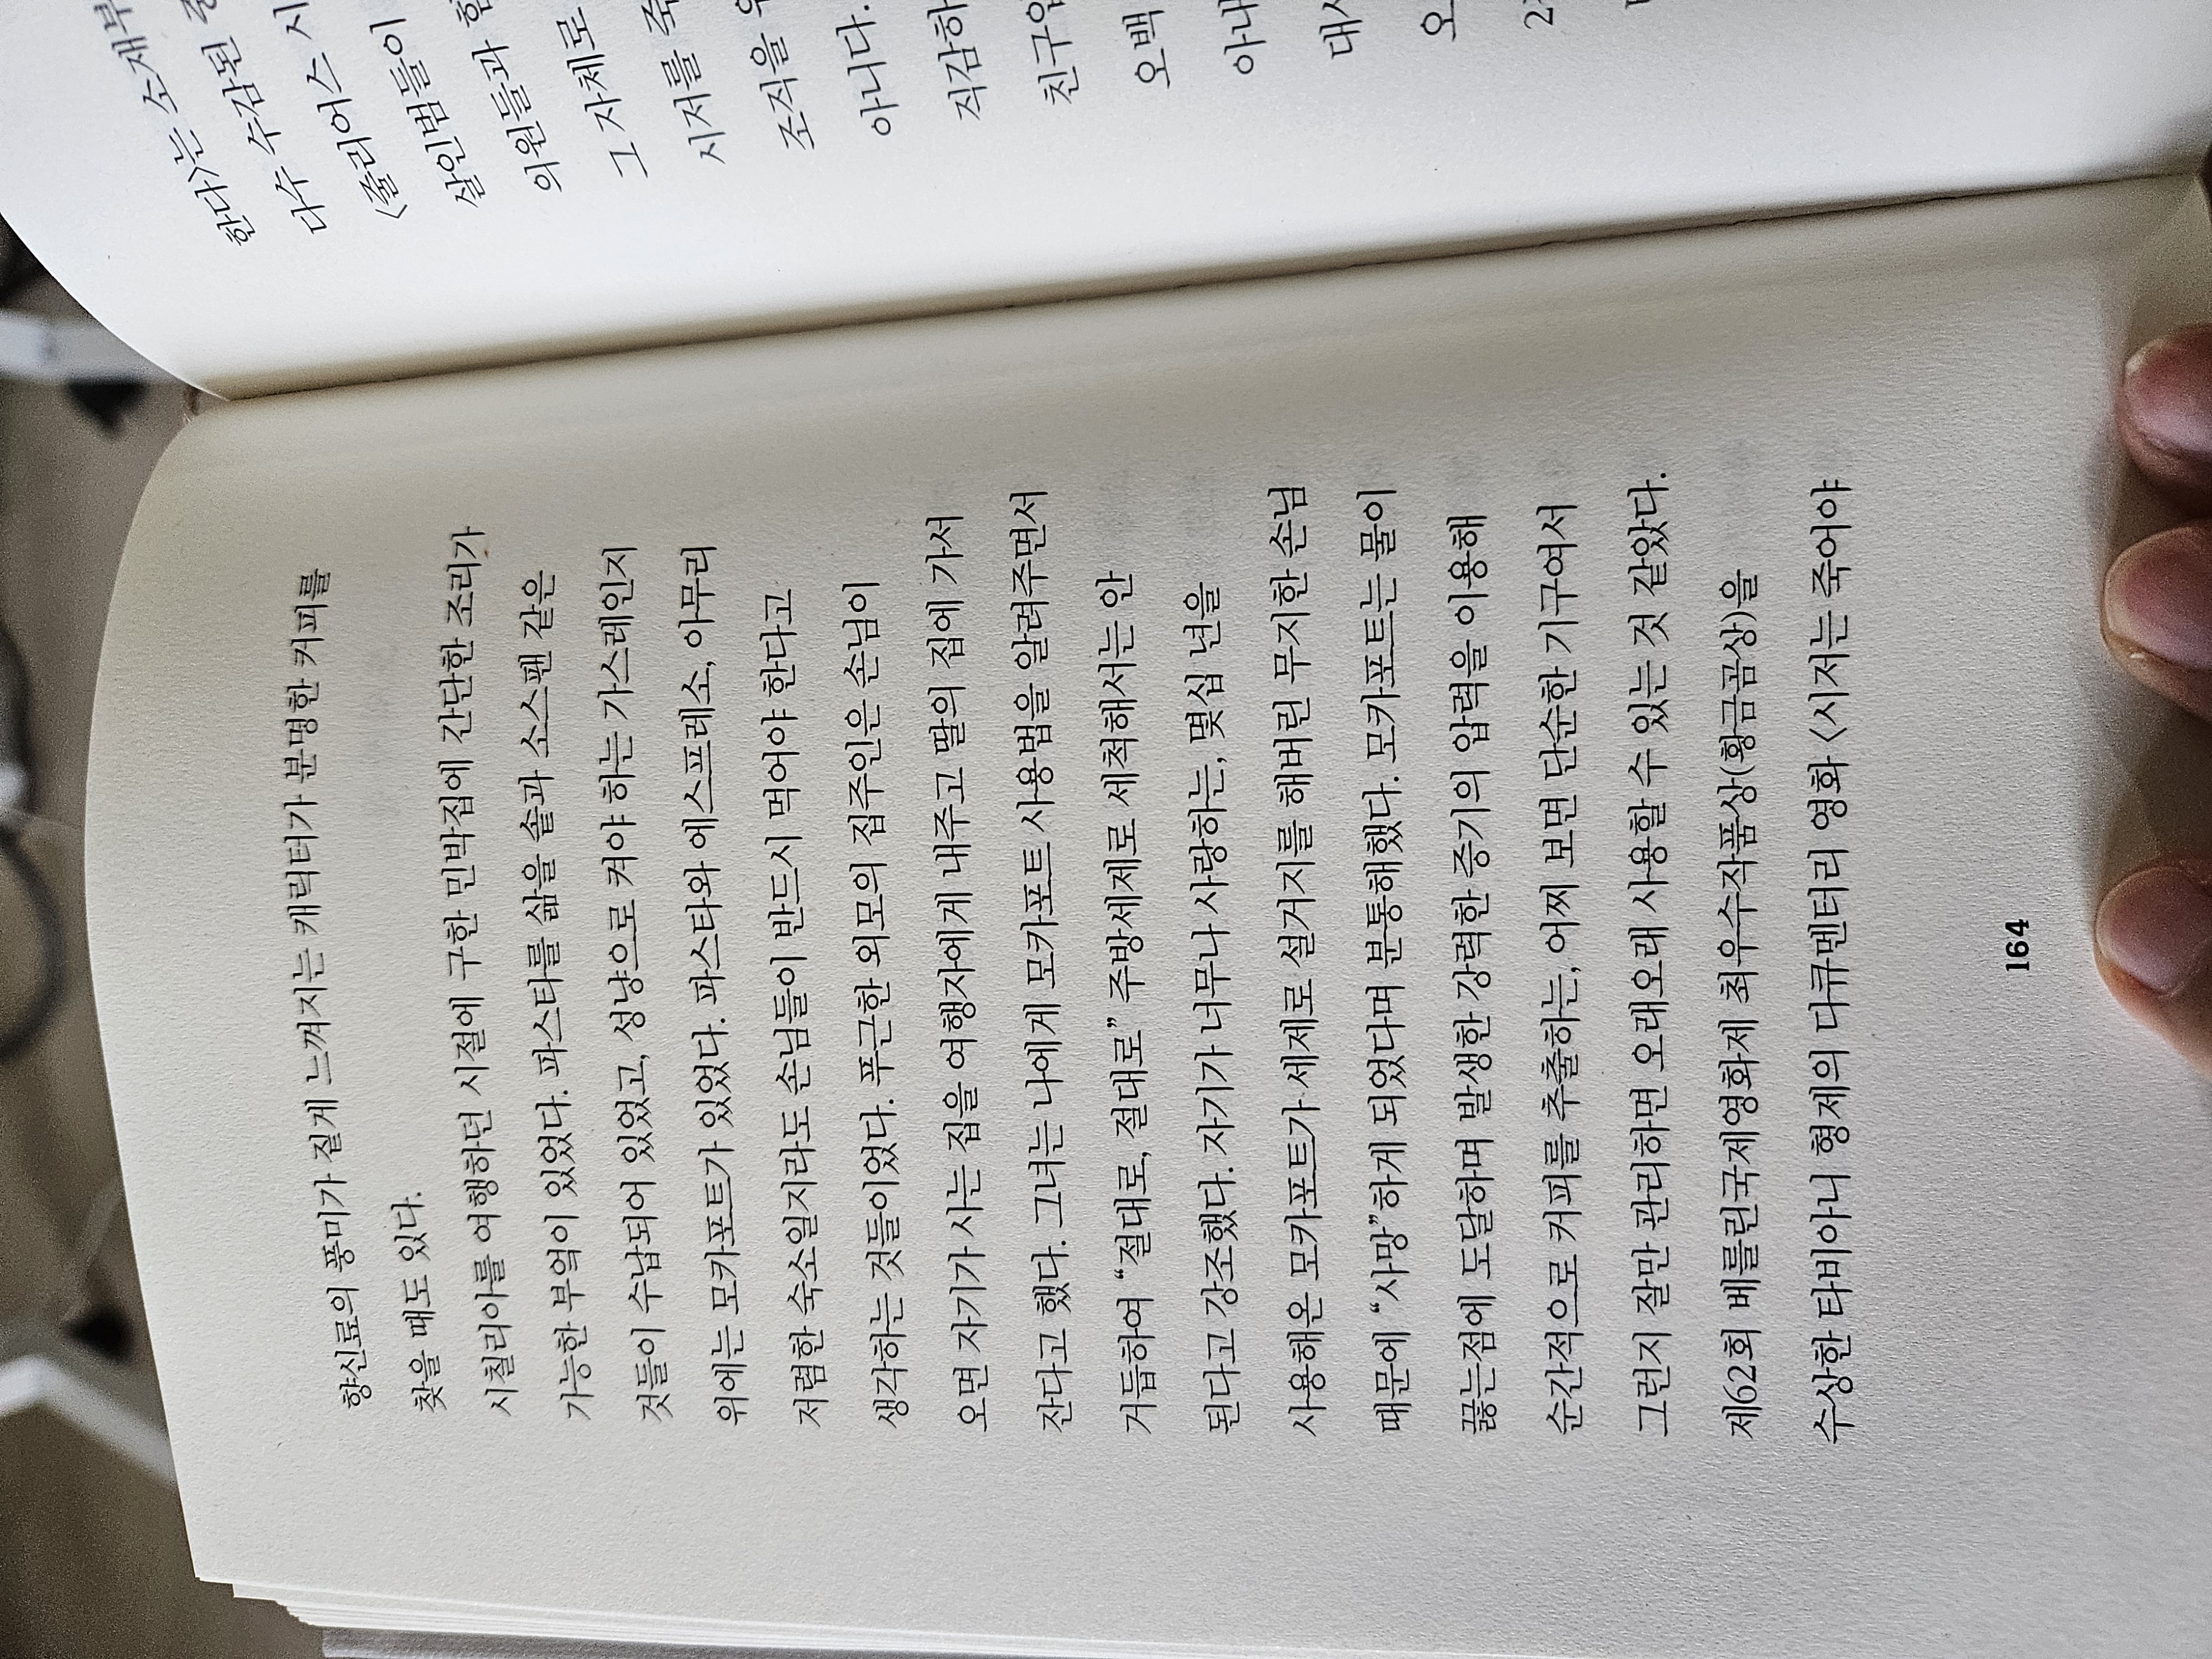 향신료의 풍미가 짙게 느껴지는 캐릭터가 분명한 커피를
찾을 때도 있다.
시칠리아를 여행하던 시절에 구한 민박집에 간단한 조리가
가능한 부엌이 있었다. 파스타를 삶을 솥과 소스팬 같은
것들이 수납되어 있었고, 성냥으로 켜야 하는 가스레인지
위에는 모카포트가 있었다. 파스타와 에스프레소, 아무리
저렴한 숙소일지라도 손님들이 반드시 먹어야 한다고
생각하는 것들이었다. 푸근한 외모의 집주인은 손님이
오면 자기가 사는 집을 여행자에게 내주고 딸의 집에 가서
잔다고 했다. 그녀는 나에게 모카포트 사용법을 알려주면서
거듭하여 “절대로, 절대로” 주방세제로 세척해서는 안
된다고 강조했다. 자기가 너무나 사랑하는, 몇십 년을
사용해온 모카포트가 세제로 설거지를 해버린 무지한 손님
때문에 “사망”하게 되었다며 분통해했다. 모카포트는 물이
끓는점에 도달하며 발생한 강력한 증기의 압력을 이용해
순간적으로 커피를 추출하는, 어찌 보면 단순한 기구여서
그런지 잘만 관리하면 오래오래 사용할 수 있는 것 같았다.
제62회 베를린국제영화제 최우수작품상(황금곰상)을
수상한 타비아니 형제의 다큐멘터리 영화 〈시저는 죽어야
164
한다〉는 소재부
다수 수감된
〈줄리어스 시
살인범들이
의원들과
그 자체로
시저를
조직을
아니다.
직감하
친구
오백
아내
오